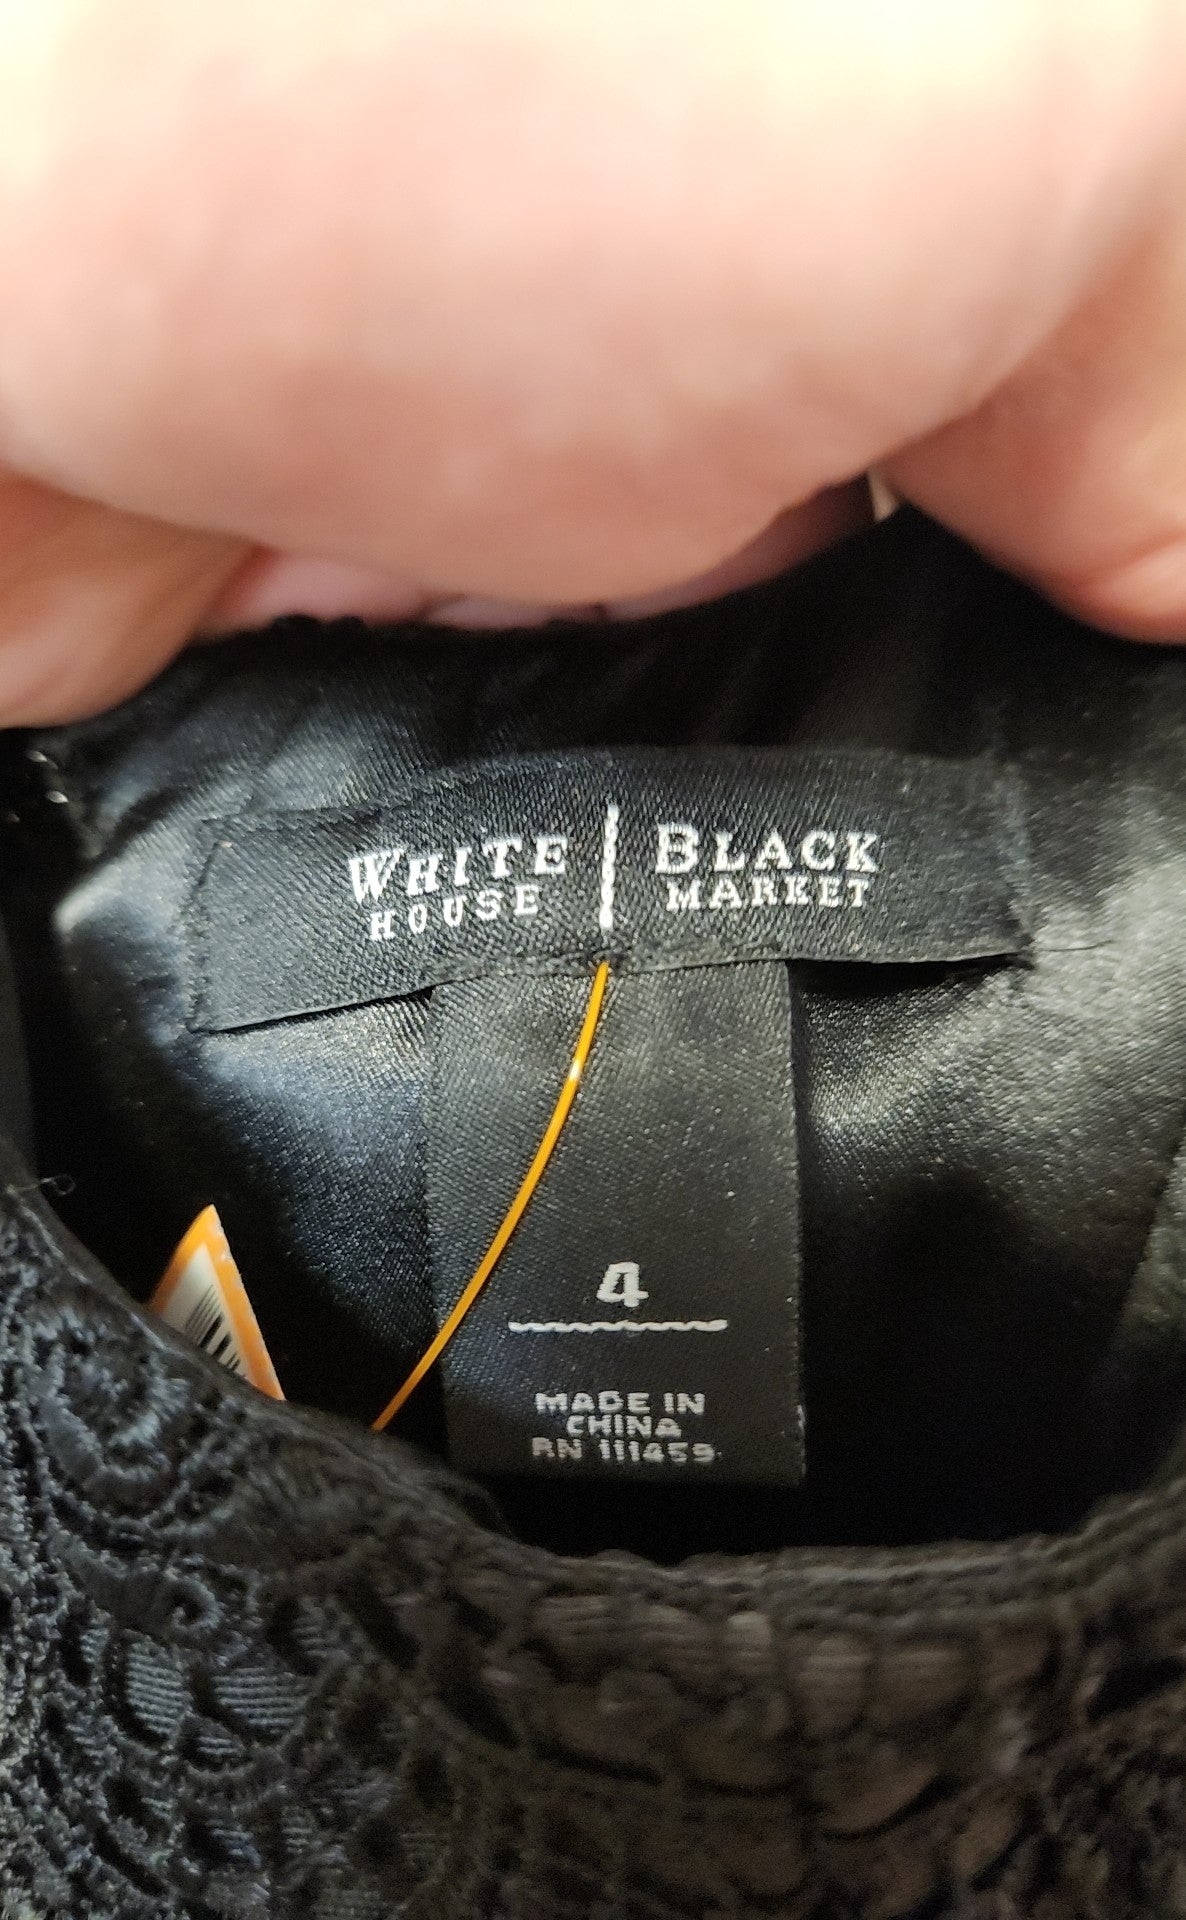 WHITE | BLACK
HOUSE MARKET
4
MADE IN
CHINA
RN 111459